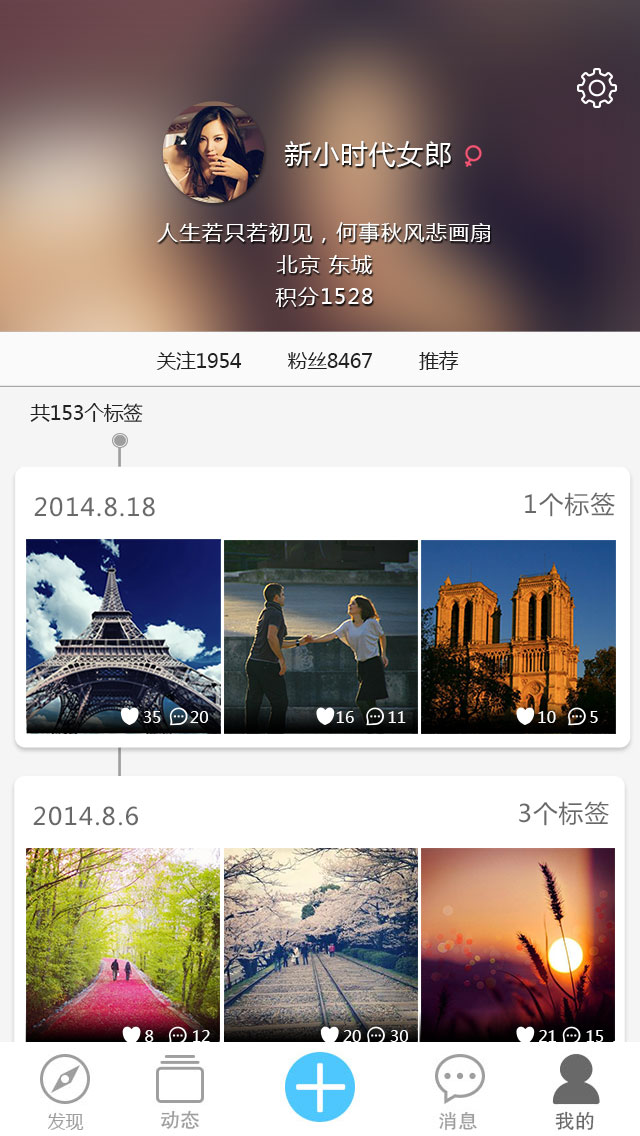 新小时代女郎
人生若只若初见，何事秋风悲画扇
北京 东城
积分1528
关注1954 粉丝8467 推荐
共153个标签
2014.8.18 1个标签
35 20 16 11 10 5
2014.8.6 3个标签
8 12 20 30 21 15
发现 动态 消息 我的